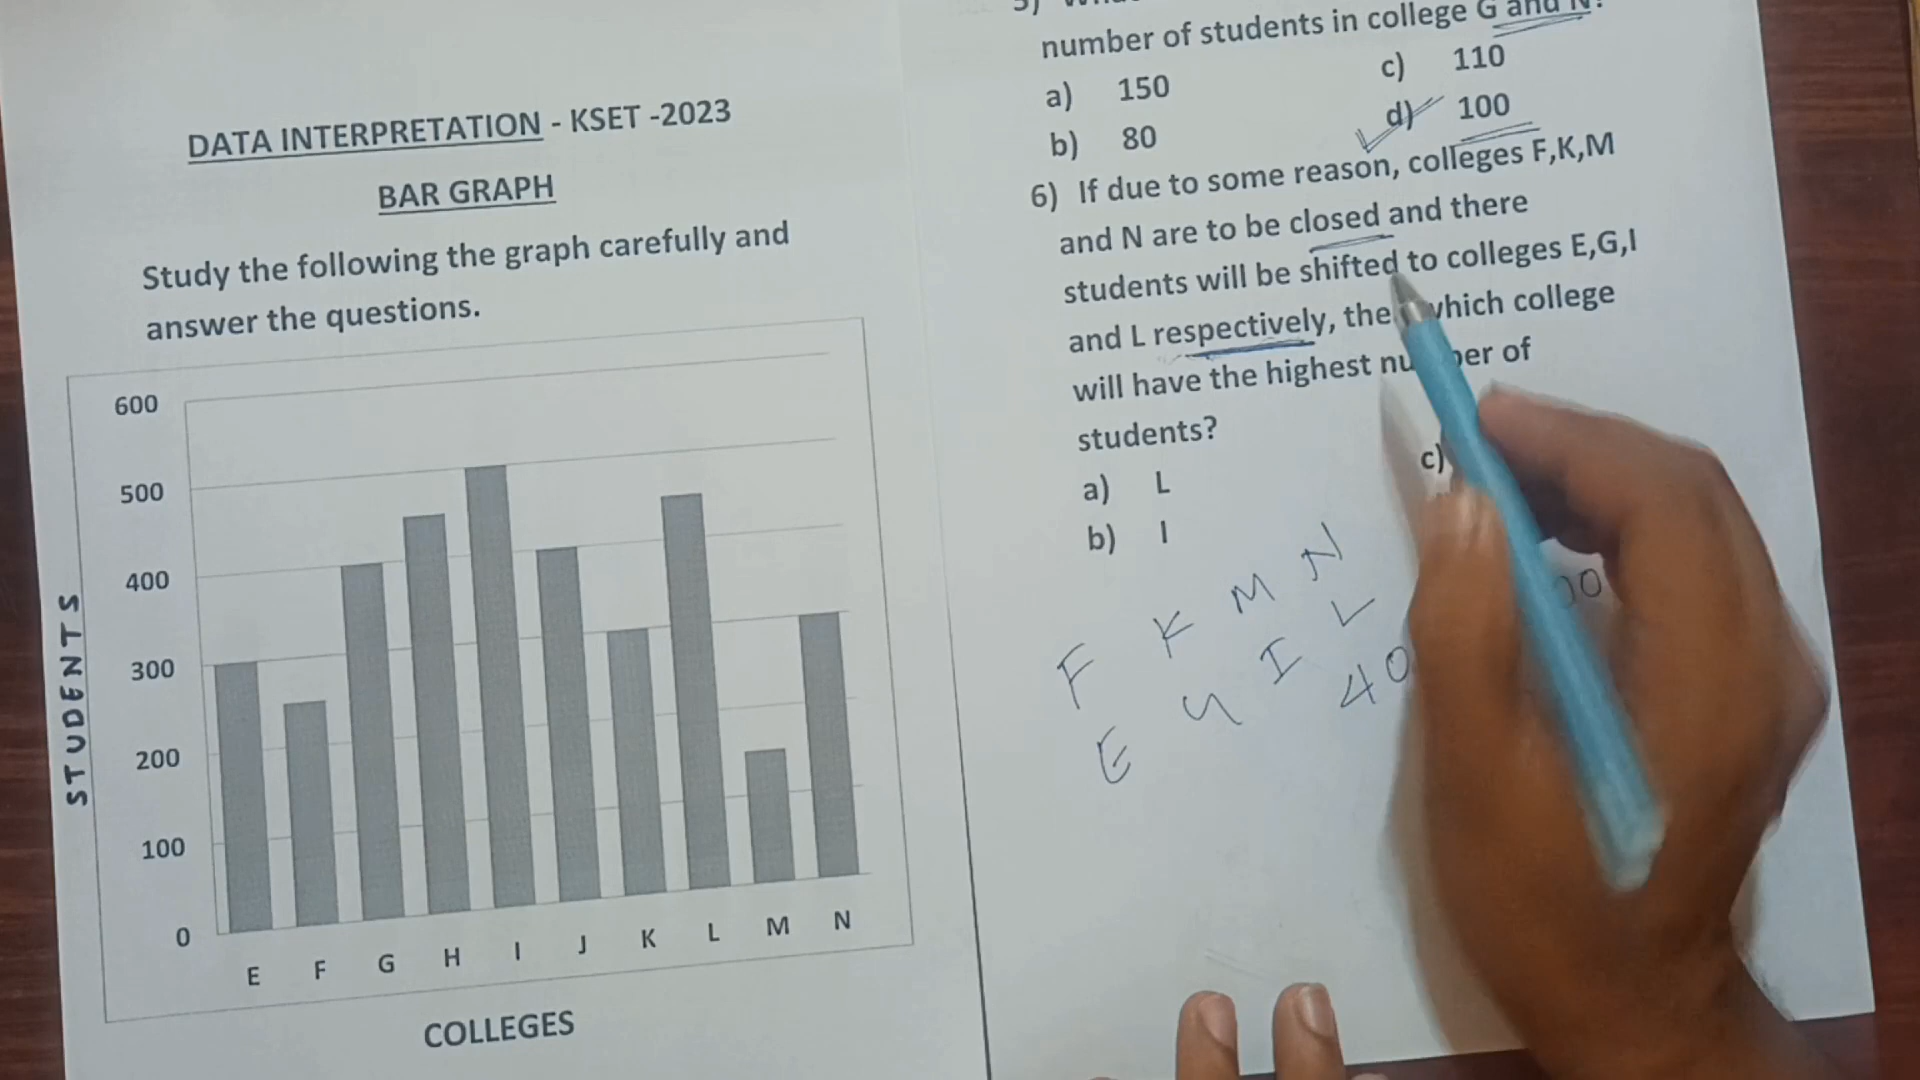 DATA INTERPRETATION - KSET -2023
BAR GRAPH
Study the following the graph carefully and
answer the questions.
600
500
400
300
200
100
0
STUDENTS
E F G H I J K L M N
COLLEGES
number of students in college G and N?
a) 150
c) 110
b) 80
d) 100
6) If due to some reason, colleges F,K,M
and N are to be closed and there
students will be shifted to colleges E,G,I
and L respectively, the which college
will have the highest of
students?
a) L
c)
b) I
F K M N
E G I L